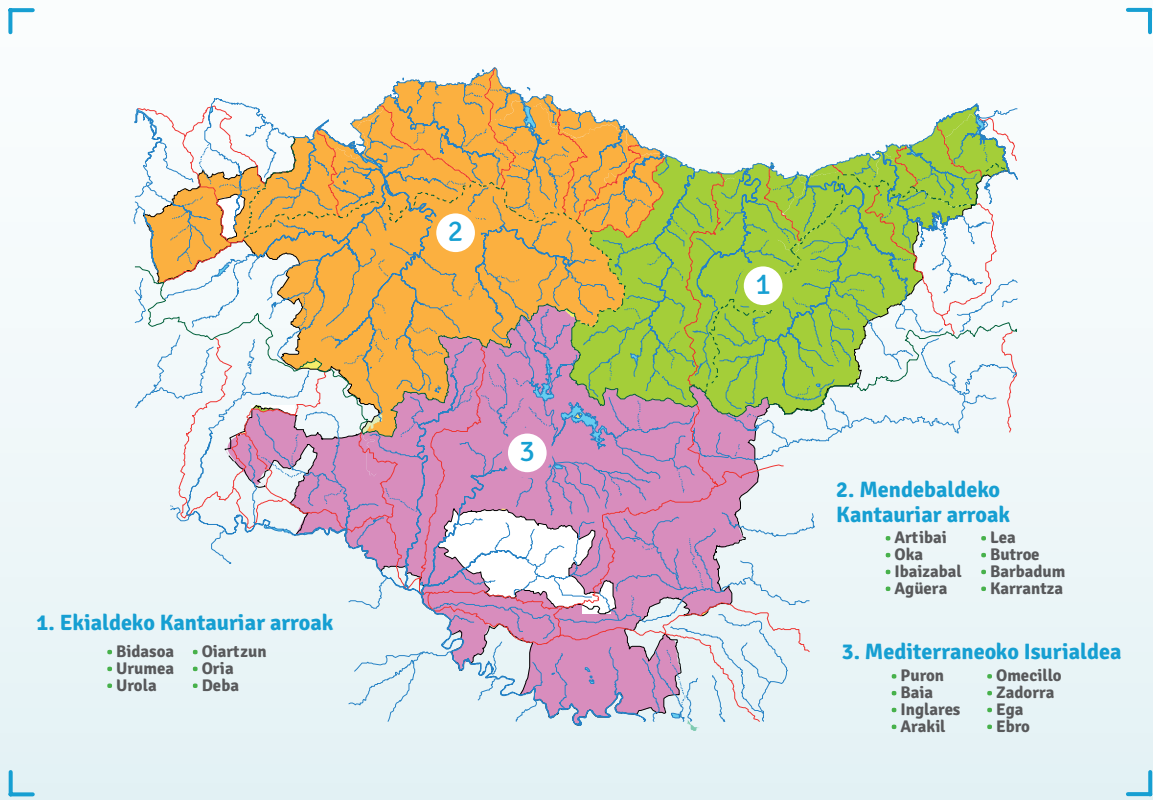 2
1
3
2. Mendebaldeko
Kantauriar arroak
• Artibai • Lea
• Oka • Butroe
• Ibaizabal • Barbadum
• Agüera • Karrantza
1. Ekialdeko Kantauriar arroak
• Bidasoa • Oiartzun
• Urumea • Oria
• Urola • Deba
3. Mediterraneoko Isurialdea
• Puron • Omecillo
• Baia • Zadorra
• Inglares • Ega
• Arakil • Ebro